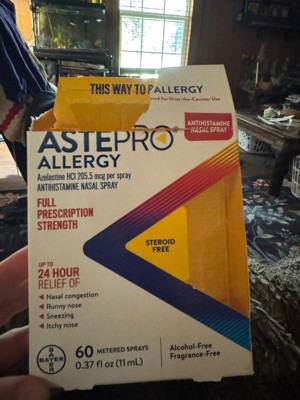 THIS WAY TO ALLERGY
for Over-the-Counter Use
ANTIHISTAMINE
NASAL SPRAY
ASTEPRO
ALLERGY
Azelastine HCl 205.5 mcg per spray
ANTIHISTAMINE NASAL SPRAY
FULL
PRESCRIPTION
STRENGTH
STEROID
FREE
UP TO
24 HOUR
RELIEF OF
Nasal congestion
Runny nose
Sneezing
Itchy nose
BAYER
BAYER
60 METERED SPRAYS
0.37 fl oz (11 mL)
Alcohol-Free
Fragrance-Free